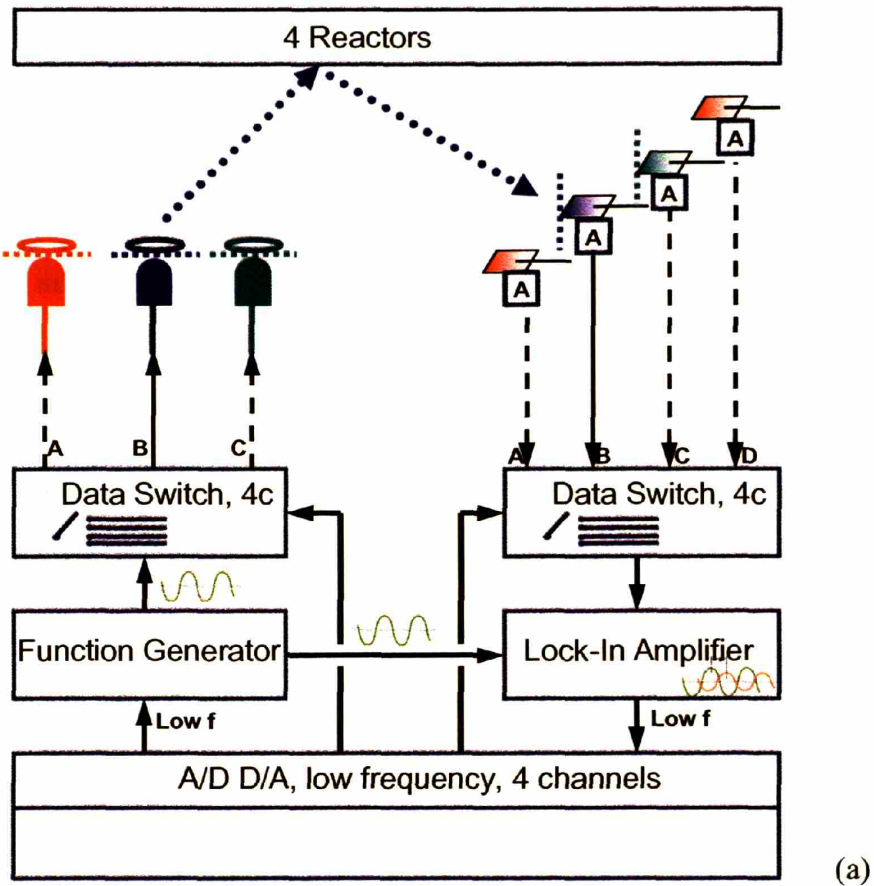 4 Reactors
A
A
A
A
A
B
C
A
B
C
D
Data Switch, 4c
Data Switch, 4c
Function Generator
Lock-In Amplifier
Low f
Low f
A/D D/A, low frequency, 4 channels
(a)